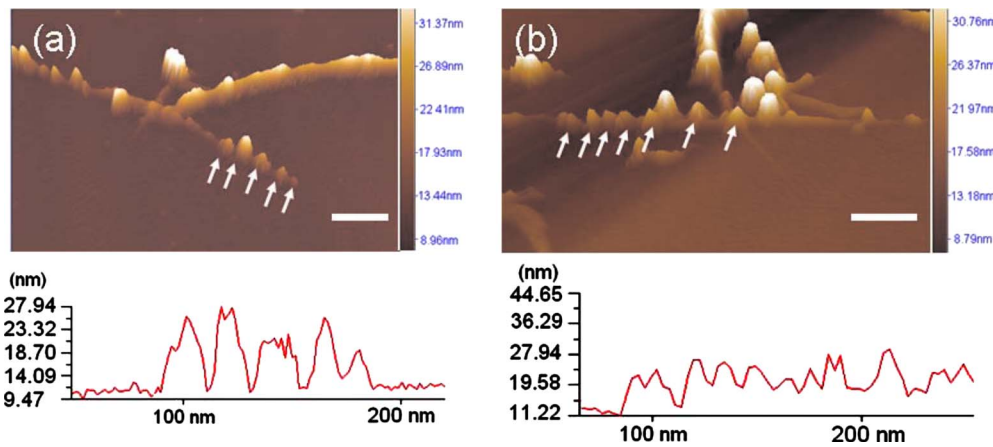 (a)
31.37nm
26.89nm
22.41nm
17.93nm
13.44nm
8.96nm
(b)
30.76nm
26.37nm
21.97nm
17.58nm
13.18nm
8.79nm
(nm)
27.94
23.32
18.70
14.09
9.47
100 nm
200 nm
(nm)
44.65
36.29
27.94
19.58
11.22
100 nm
200 nm